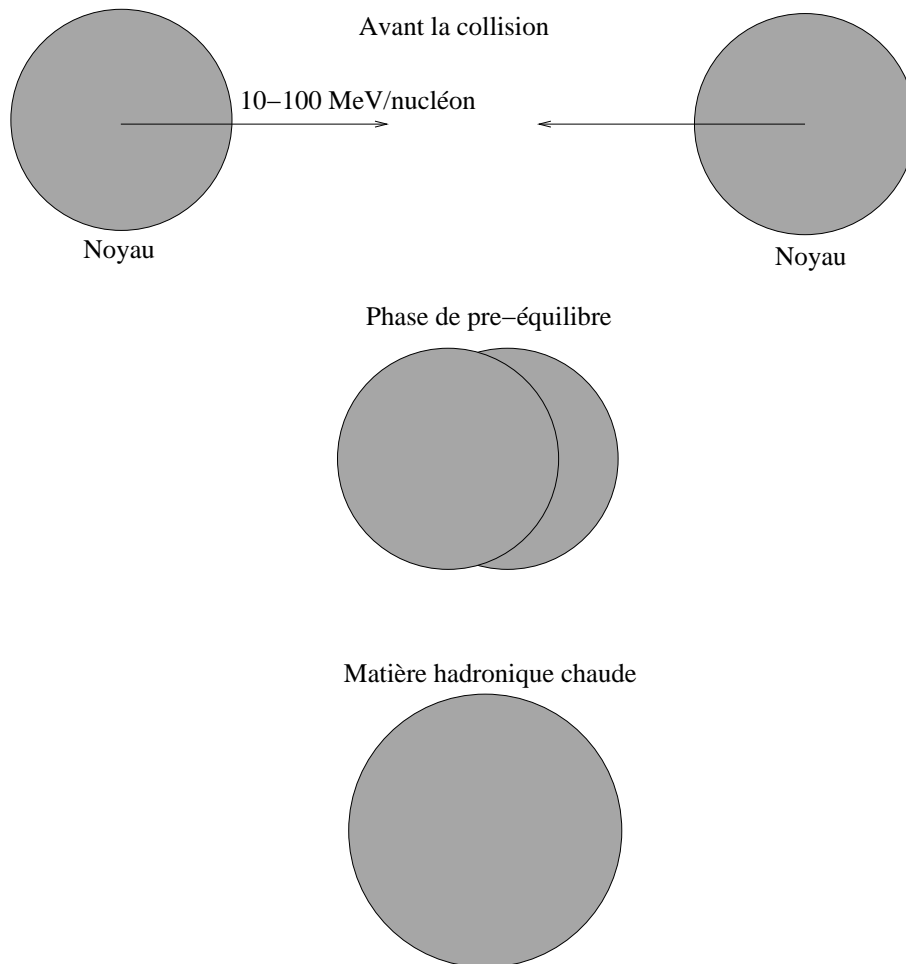 Avant la collision
10−100 MeV/nucléon
Noyau
Noyau
Phase de pre−équilibre
Matière hadronique chaude